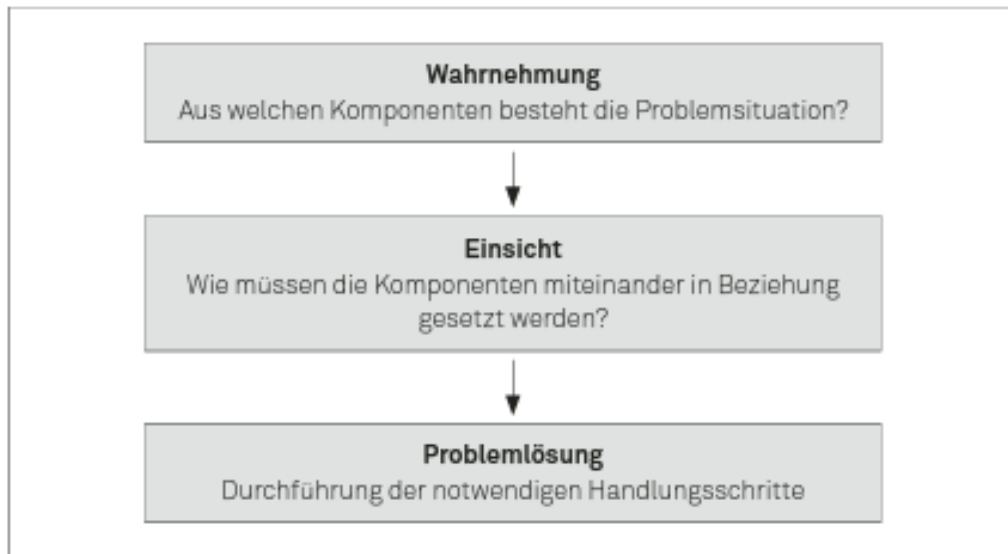 Wahrnehmung
Aus welchen Komponenten besteht die Problemsituation?
Einsicht
Wie müssen die Komponenten miteinander in Beziehung
gesetzt werden?
Problemlösung
Durchführung der notwendigen Handlungsschritte